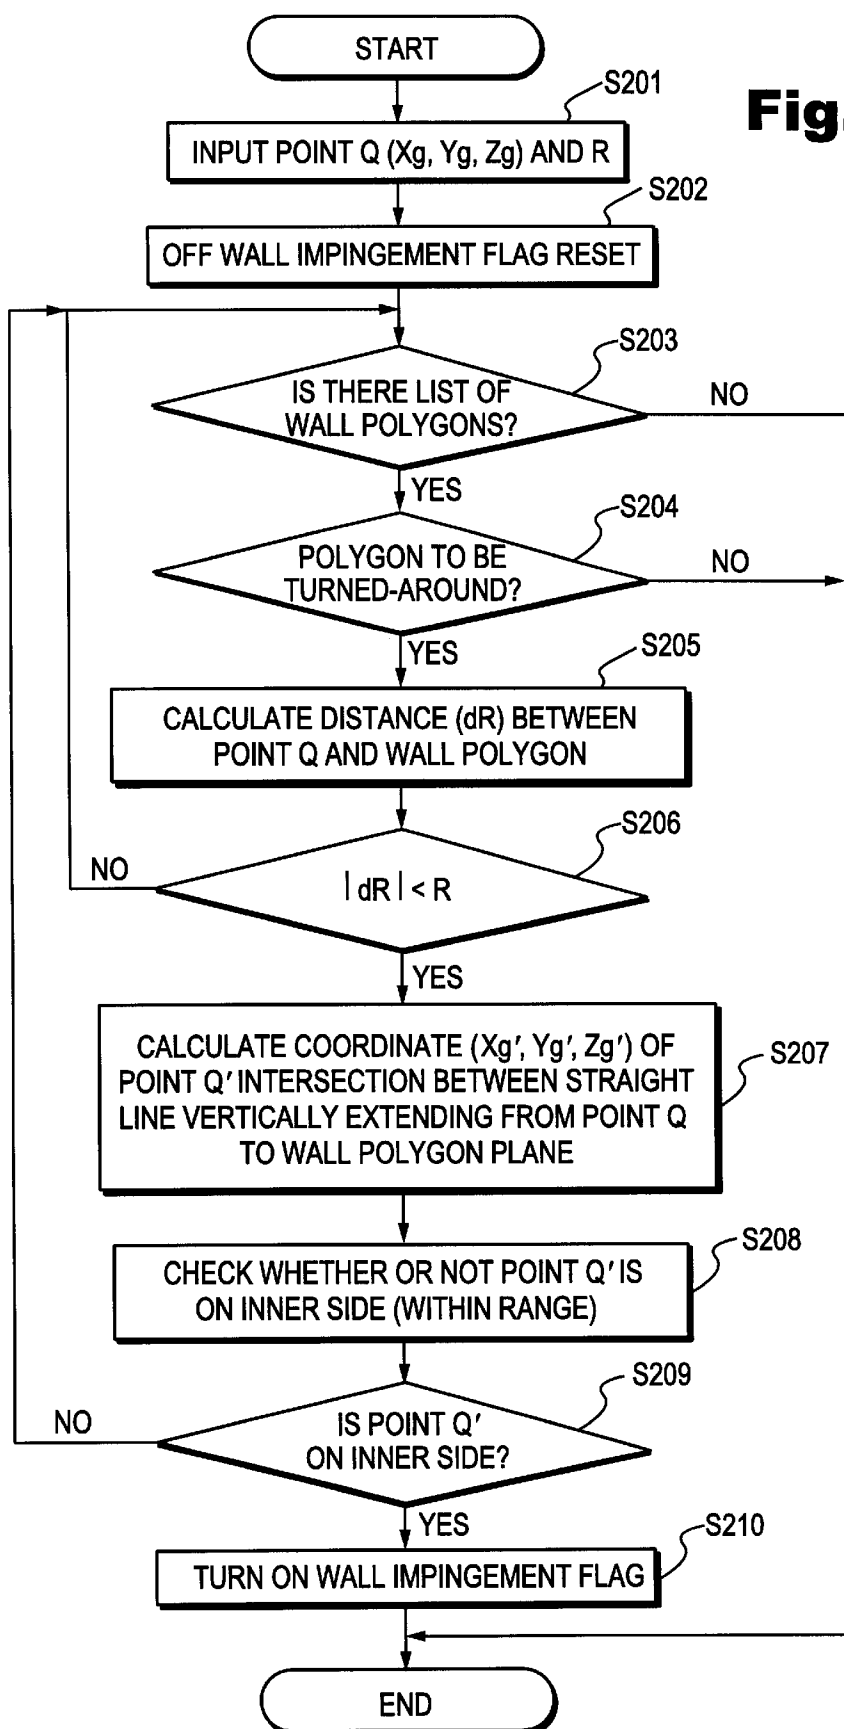 START
S201
Fig.
INPUT POINT Q (Xg, Yg, Zg) AND R
S202
OFF WALL IMPINGEMENT FLAG RESET
S203
IS THERE LIST OF
WALL POLYGONS?
NO
YES
S204
POLYGON TO BE
TURNED-AROUND?
NO
YES
S205
CALCULATE DISTANCE (dR) BETWEEN
POINT Q AND WALL POLYGON
S206
NO
|dR| < R
YES
CALCULATE COORDINATE (Xg′, Yg′, Zg′) OF
POINT Q′ INTERSECTION BETWEEN STRAIGHT
LINE VERTICALLY EXTENDING FROM POINT Q
TO WALL POLYGON PLANE
S207
S208
CHECK WHETHER OR NOT POINT Q′ IS
ON INNER SIDE (WITHIN RANGE)
S209
NO
IS POINT Q′
ON INNER SIDE?
YES
S210
TURN ON WALL IMPINGEMENT FLAG
END